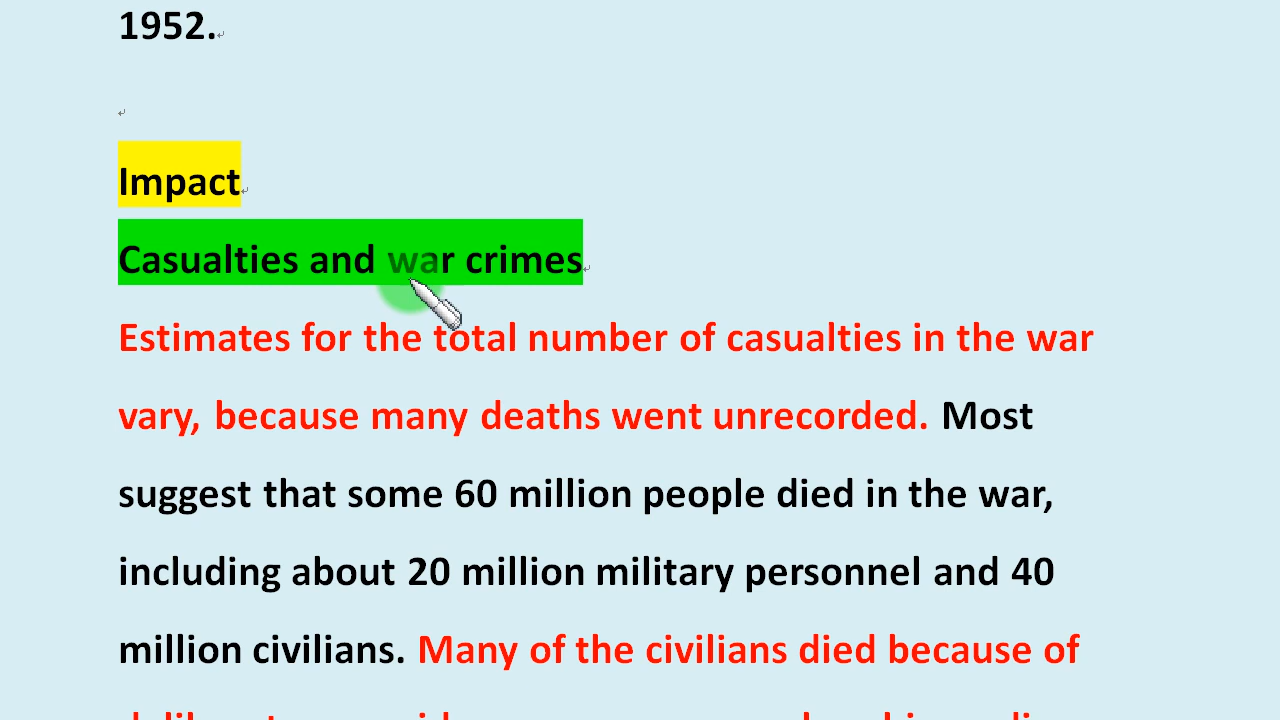 1952.
Impact
Casualties and war crimes
Estimates for the total number of casualties in the war
vary, because many deaths went unrecorded. Most
suggest that some 60 million people died in the war,
including about 20 million military personnel and 40
million civilians. Many of the civilians died because of